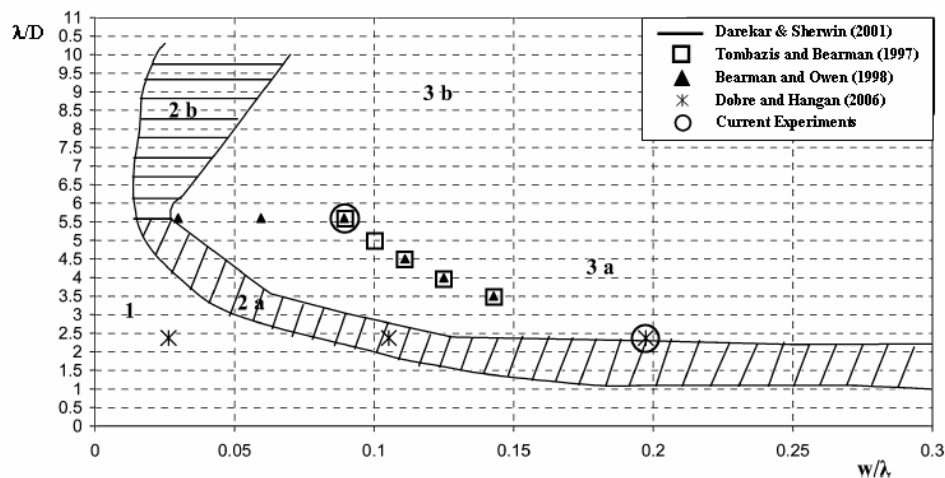 λ/D
11
10.5
10
9.5
9
8.5
8
7.5
7
6.5
6
5.5
5
4.5
4
3.5
3
2.5
2
1.5
1
0.5
0
0
0.05
0.1
0.15
0.2
0.25
0.3
w/λ
Darekar & Sherwin (2001)
Tombazis and Bearman (1997)
Bearman and Owen (1998)
Dobre and Hangan (2006)
Current Experiments
2 b
3 b
3 a
2 a
1